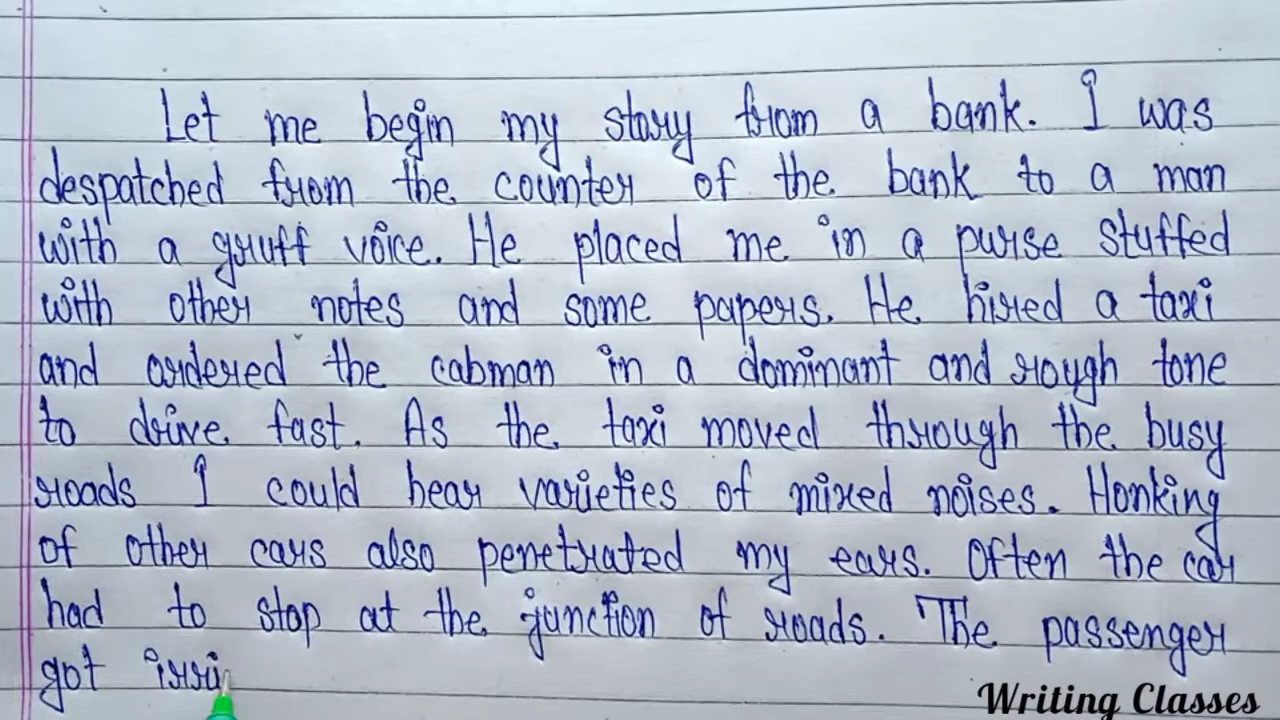 Let me begin my story from a bank. I was
despatched from the counter of the bank to a man
with a gruff voice. He placed me in a purse stuffed
with other notes and some papers. He hired a taxi
and ordered the cabman in a dominant and rough tone
to drive fast. As the taxi moved through the busy
roads I could hear varieties of mixed noises. Honking
of other cars also penetrated my ears. Often the car
had to stop at the junction of roads. The passenger
got irri
Writing Classes